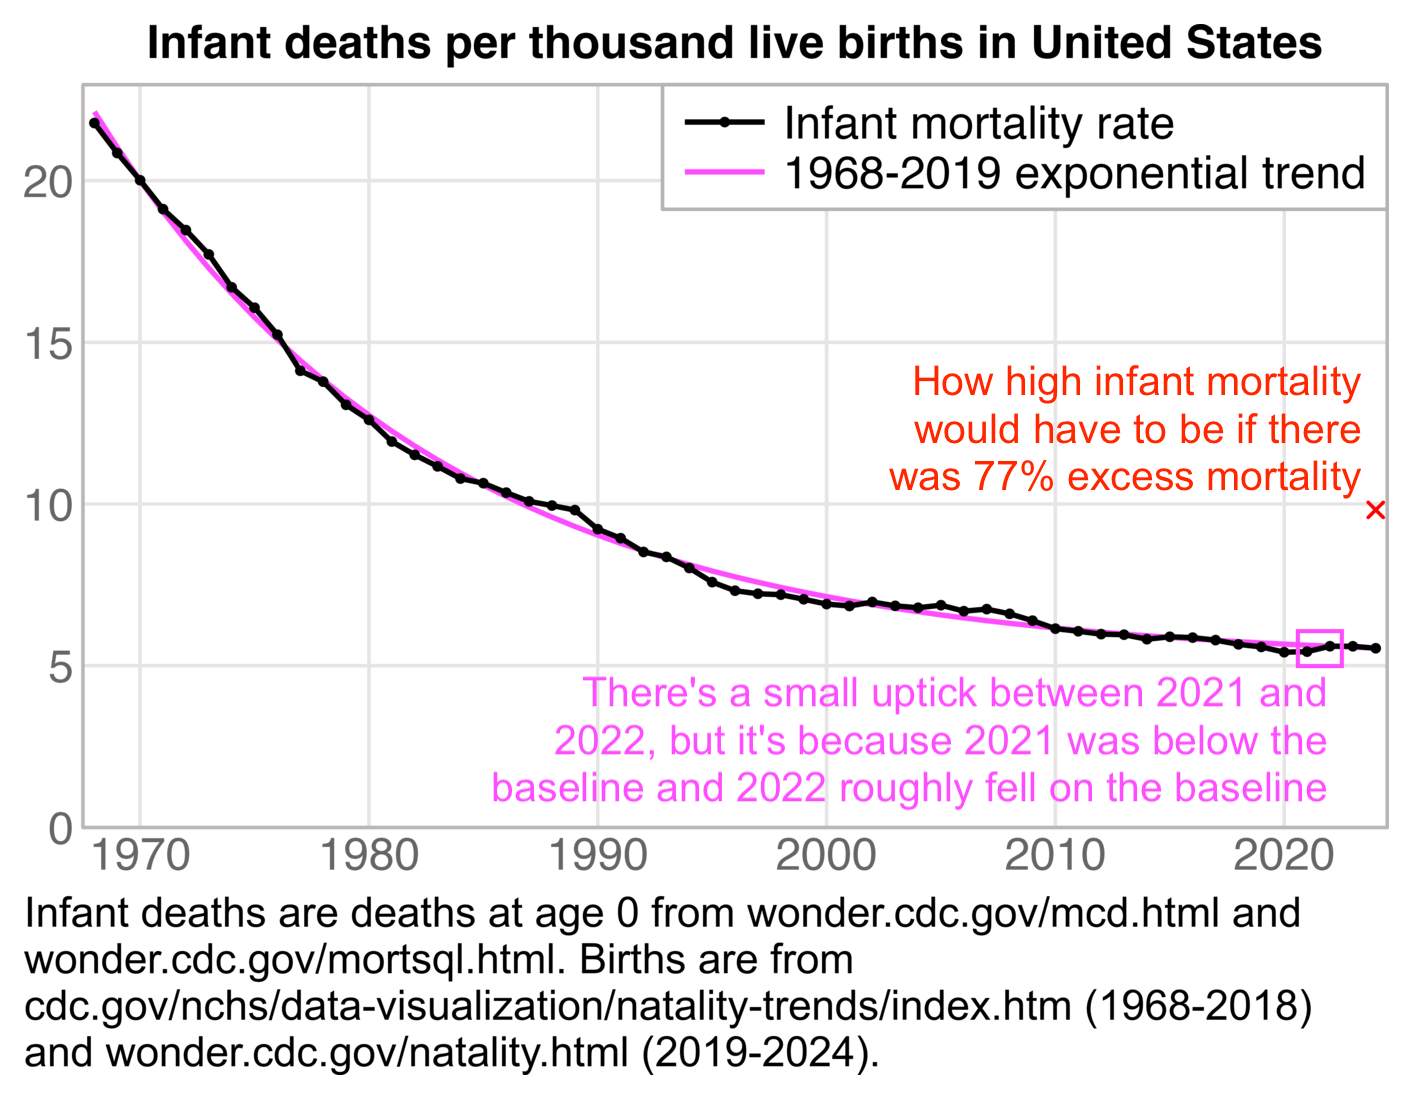 Infant deaths per thousand live births in United States
Infant mortality rate
1968-2019 exponential trend
20
15
10
5
0
How high infant mortality
would have to be if there
was 77% excess mortality
There's a small uptick between 2021 and
2022, but it's because 2021 was below the
baseline and 2022 roughly fell on the baseline
1970 1980 1990 2000 2010 2020
Infant deaths are deaths at age 0 from wonder.cdc.gov/mcd.html and
wonder.cdc.gov/mortsql.html. Births are from
cdc.gov/nchs/data-visualization/natality-trends/index.htm (1968-2018)
and wonder.cdc.gov/natality.html (2019-2024).